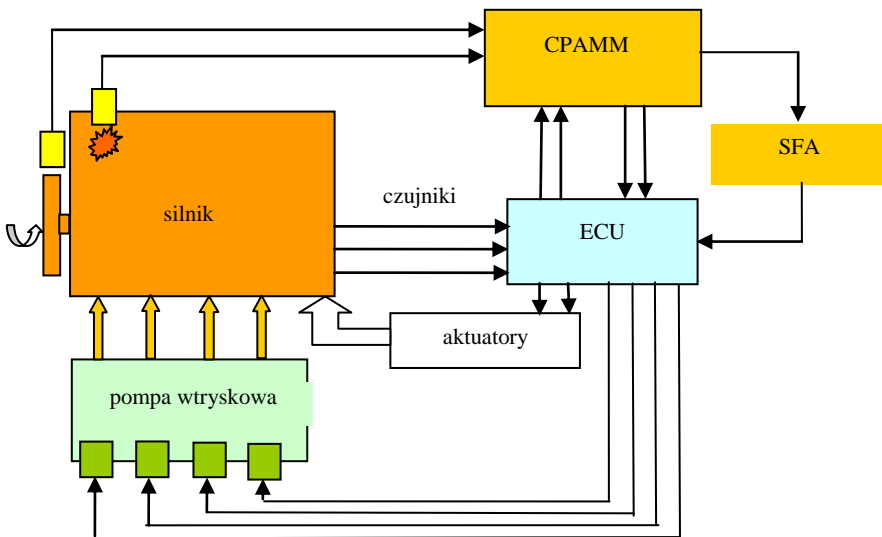 CPAMM
SFA
czujniki
silnik
ECU
aktuatory
pompa wtryskowa